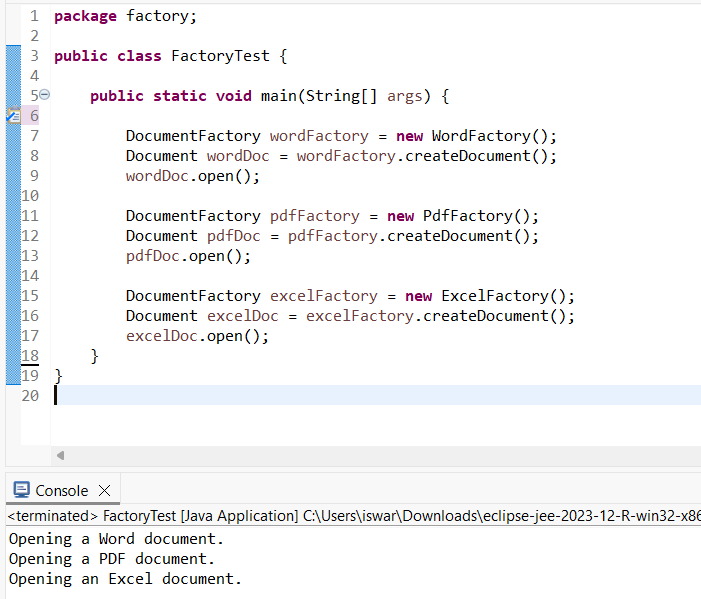 1 package factory;
2
3 public class FactoryTest {
4
5 public static void main(String[] args) {
6
7 DocumentFactory wordFactory = new WordFactory();
8 Document wordDoc = wordFactory.createDocument();
9 wordDoc.open();
10
11 DocumentFactory pdfFactory = new PdfFactory();
12 Document pdfDoc = pdfFactory.createDocument();
13 pdfDoc.open();
14
15 DocumentFactory excelFactory = new ExcelFactory();
16 Document excelDoc = excelFactory.createDocument();
17 excelDoc.open();
18 }
19 }
20
Console
<terminated> FactoryTest [Java Application] C:\Users\iswar\Downloads\eclipse-jee-2023-12-R-win32-x86
Opening a Word document.
Opening a PDF document.
Opening an Excel document.